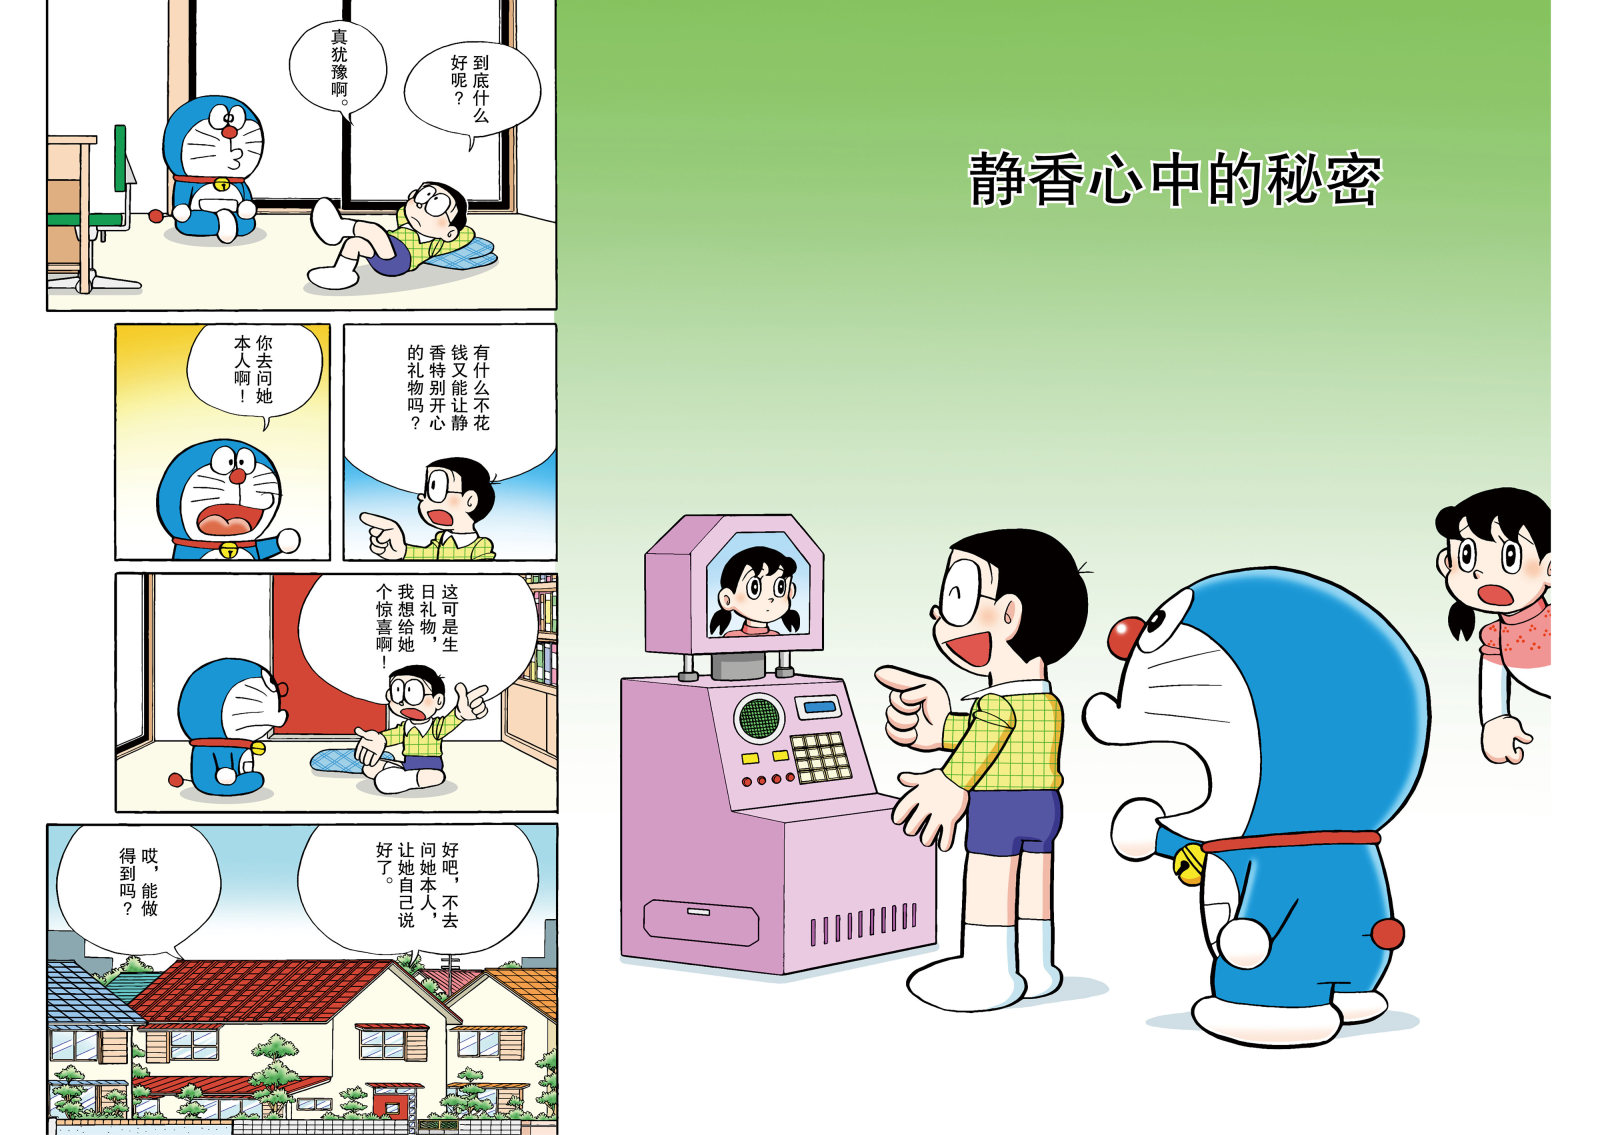 静香心中的秘密
到底什么
好呢？
真犹豫啊。
有什么不花
钱又能让静
香特别开心
的礼物吗？
你去问她
本人啊！
这可是生
日礼物，
我想给她
个惊喜啊！
好吧，不去
问她本人，
让她自己说
好了。
哎，能做
得到吗？